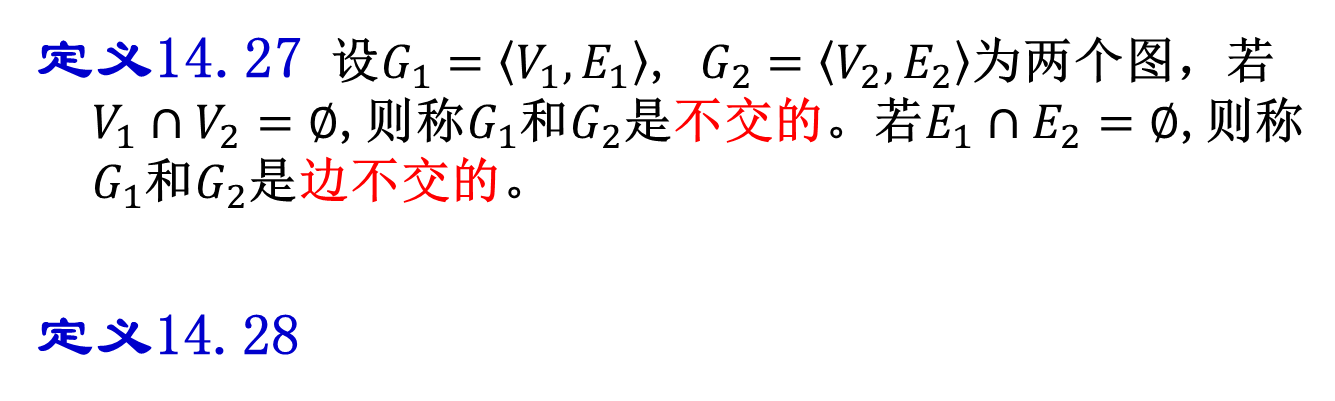 定义14.27 设G₁ = ⟨V₁, E₁⟩, G₂ = ⟨V₂, E₂⟩为两个图，若
V₁ ∩ V₂ = ∅, 则称G₁和G₂是不交的。若E₁ ∩ E₂ = ∅, 则称
G₁和G₂是边不交的。
定义14.28